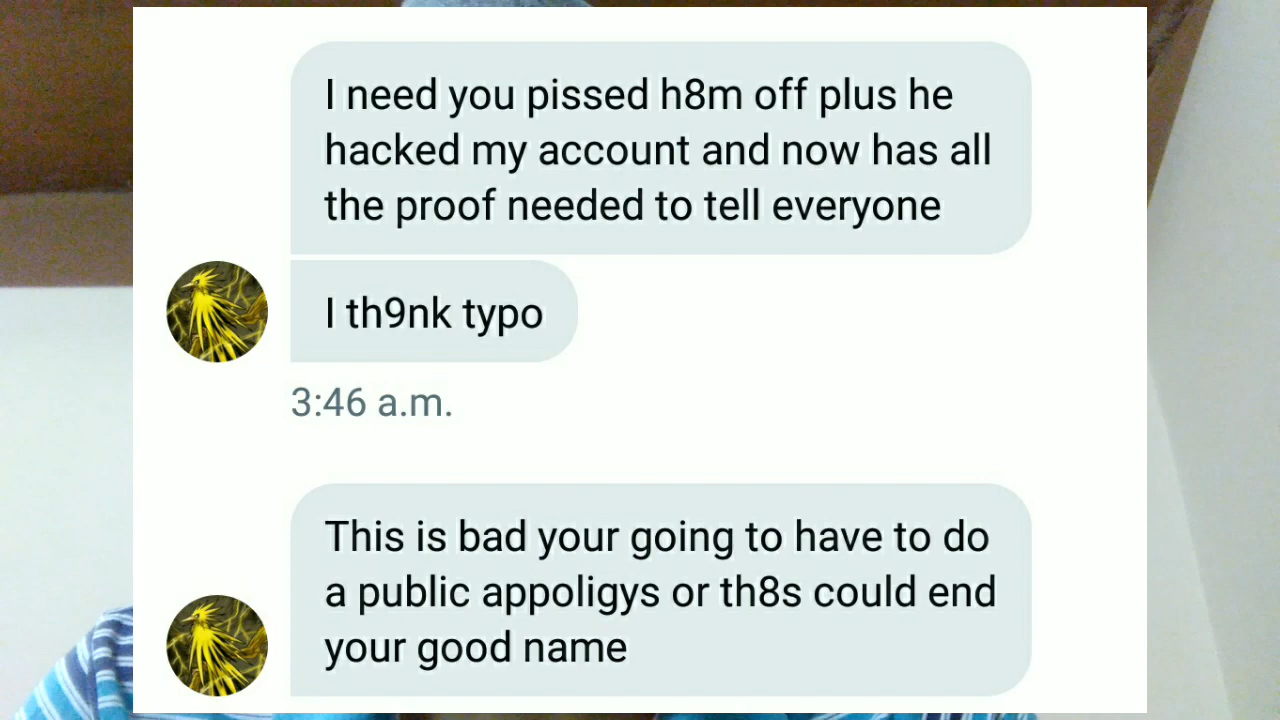 I need you pissed h8m off plus he
hacked my account and now has all
the proof needed to tell everyone
I th9nk typo
3:46 a.m.
This is bad your going to have to do
a public appoligys or th8s could end
your good name